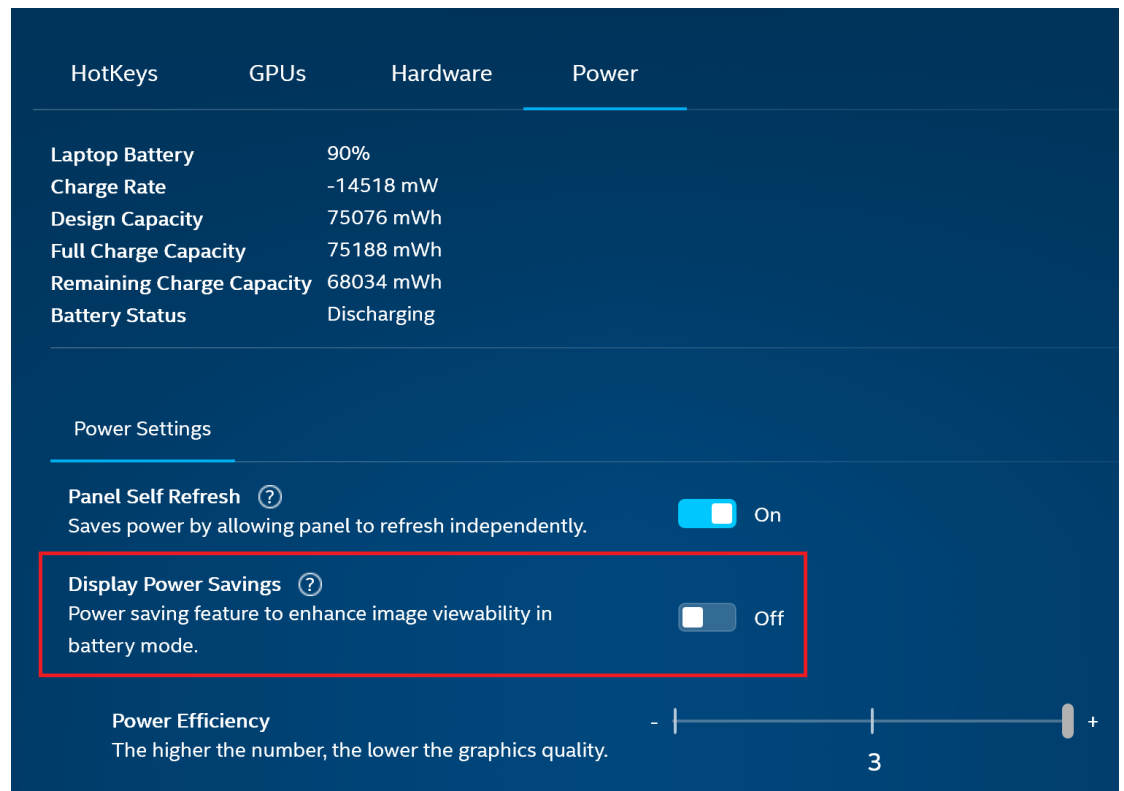 HotKeys GPUs Hardware Power
Laptop Battery 90%
Charge Rate -14518 mW
Design Capacity 75076 mWh
Full Charge Capacity 75188 mWh
Remaining Charge Capacity 68034 mWh
Battery Status Discharging
Power Settings
Panel Self Refresh ?
Saves power by allowing panel to refresh independently. On
Display Power Savings ?
Power saving feature to enhance image viewability in Off
battery mode.
Power Efficiency - +
The higher the number, the lower the graphics quality.
3